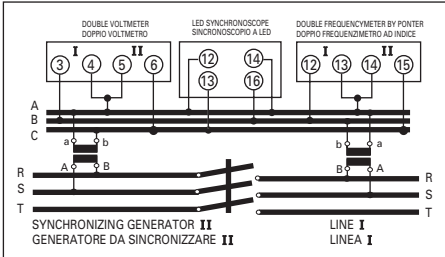 DOUBLE VOLTMETER
DOPPIO VOLTMETRO
LED SYNCHRONOSCOPE
SINCRONOSCOPIO A LED
DOUBLE FREQUENCYMETER BY PONTER
DOPPIO FREQUENZIMETRO AD INDICE
I II
3 4 5 6
12 14
13 16
I II
12 13 14 15
A
B
C
a b
b a
A B
B A
R R
S S
T T
SYNCHRONIZING GENERATOR II
GENERATORE DA SINCRONIZZARE II
LINE I
LINEA I